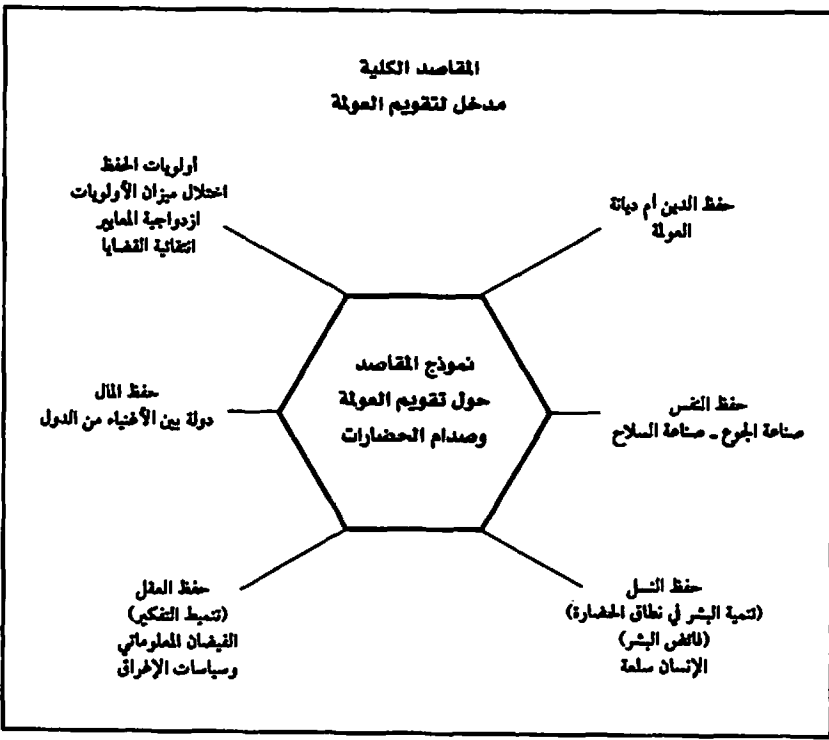 المقاصد الكلية
مدخل لتقويم العولمة
حفظ الدين أم ديانة
العولمة
أولويات الحفظ
اختلال ميزان الأولويات
ازدواجية المعايير
انتقائية القضايا
نموذج المقاصد
حول تقويم العولمة
وصدام الحضارات
حفظ النفس
صناعة الجوع - صناعة السلاح
حفظ المال
دولة بين الأغنياء من الدول
حفظ النسل
(تنمية البشر في نطاق الحضارة)
(فائض البشر)
الإنسان سلعة
حفظ العقل
(تنميط التفكير)
الفيضان المعلوماتي
وسياسات الإغراق